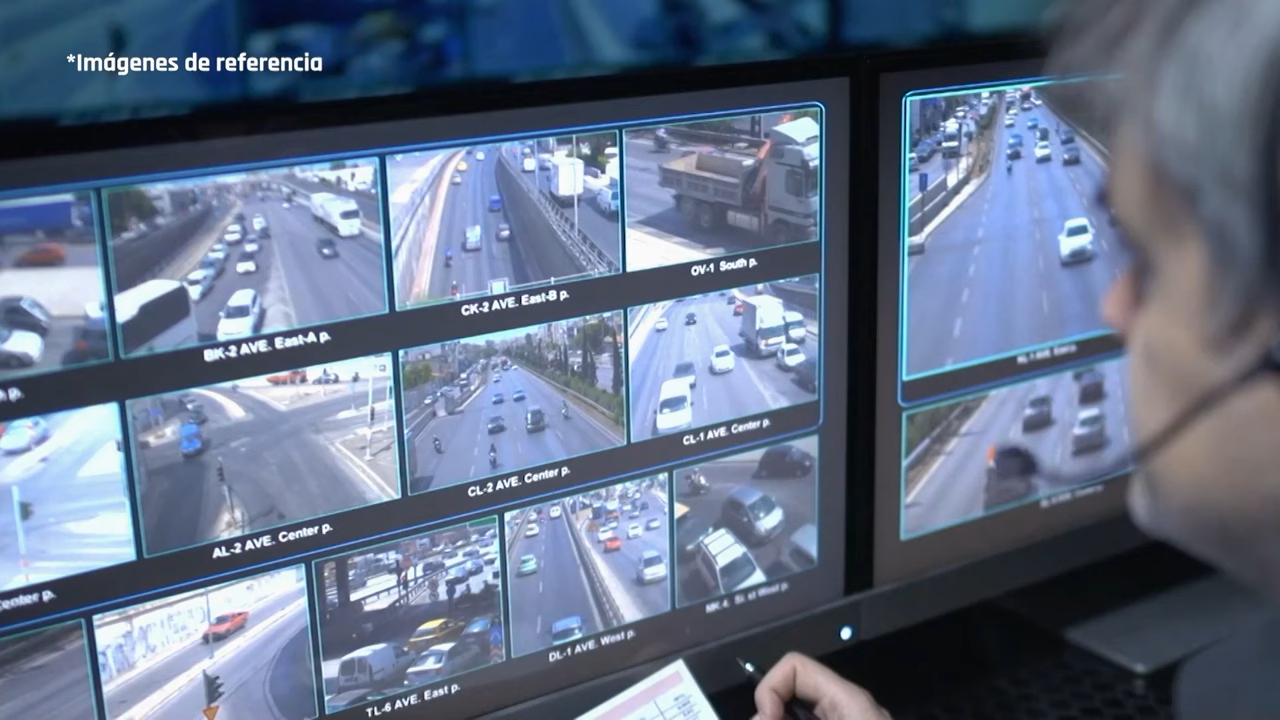 *Imágenes de referencia
OV-1 South p.
CK-2 AVE. East-B p.
BK-2 AVE. East-A p.
CL-1 AVE. Center p.
CL-2 AVE. Center p.
AL-2 AVE. Center p.
DL-1 AVE. West p.
TL-6 AVE. East p.